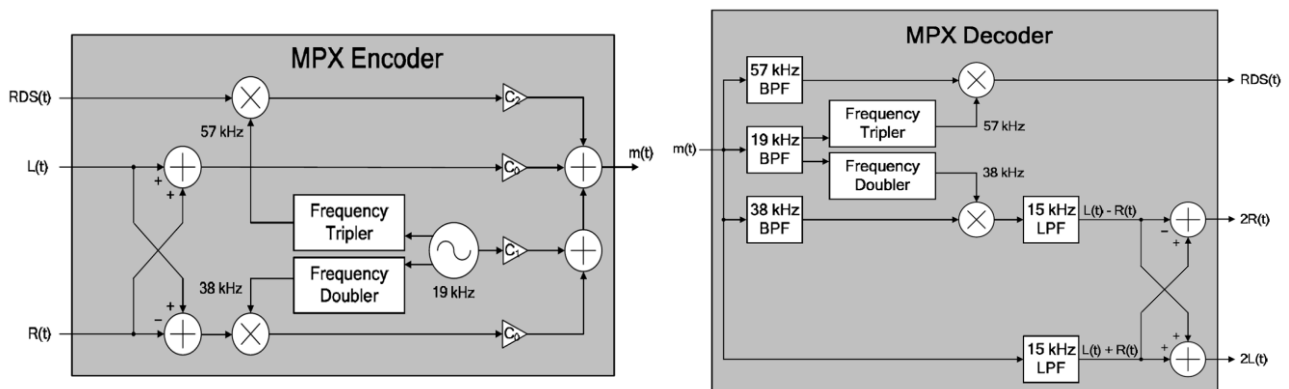 MPX Encoder
RDS(t)
C₂
57 kHz
L(t)
+
+
+
C₀
+
m(t)
Frequency
Tripler
C₁
+
19 kHz
Frequency
Doubler
38 kHz
+
−
+
R(t)
C₀
MPX Decoder
57 kHz
BPF
RDS(t)
Frequency
Tripler
57 kHz
m(t)
19 kHz
BPF
Frequency
Doubler
38 kHz
38 kHz
BPF
15 kHz
LPF
L(t) - R(t)
−
+
+
2R(t)
15 kHz
LPF
L(t) + R(t)
+
+
+
2L(t)